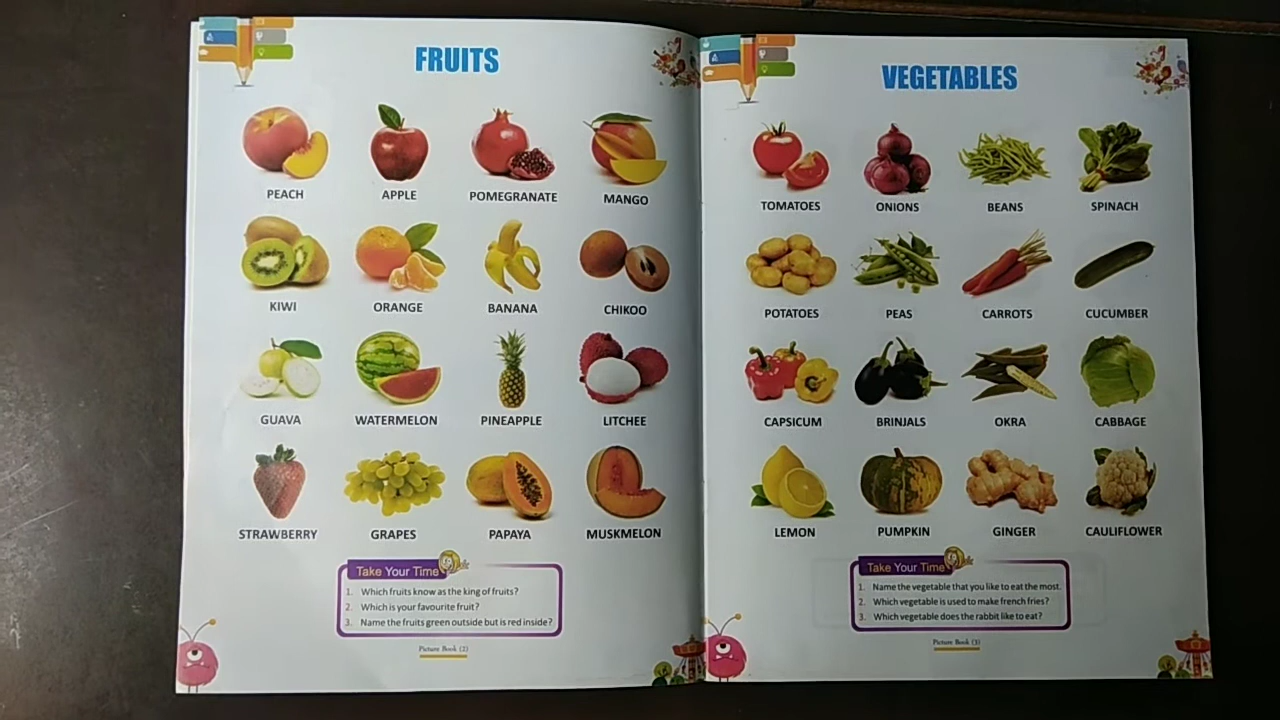 FRUITS
PEACH
APPLE
POMEGRANATE
MANGO
KIWI
ORANGE
BANANA
CHIKOO
GUAVA
WATERMELON
PINEAPPLE
LITCHEE
STRAWBERRY
GRAPES
PAPAYA
MUSKMELON
Take Your Time
1. Which fruits know as the king of fruits?
2. Which is your favourite fruit?
3. Name the fruits green outside but is red inside?
Picture Book (2)
VEGETABLES
TOMATOES
ONIONS
BEANS
SPINACH
POTATOES
PEAS
CARROTS
CUCUMBER
CAPSICUM
BRINJALS
OKRA
CABBAGE
LEMON
PUMPKIN
GINGER
CAULIFLOWER
Take Your Time
1. Name the vegetable that you like to eat the most.
2. Which vegetable is used to make french fries?
3. Which vegetable does the rabbit like to eat?
Picture Book (3)